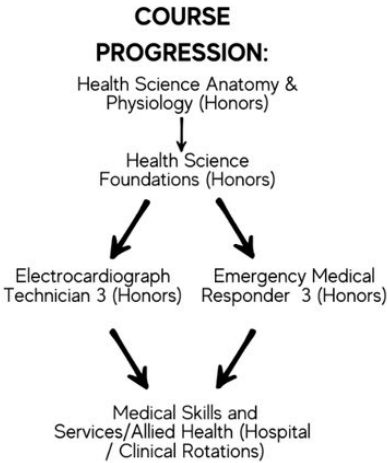 COURSE
PROGRESSION:
Health Science Anatomy &
Physiology (Honors)
Health Science
Foundations (Honors)
Electrocardiograph
Technician 3 (Honors)
Emergency Medical
Responder 3 (Honors)
Medical Skills and
Services/Allied Health (Hospital
/ Clinical Rotations)